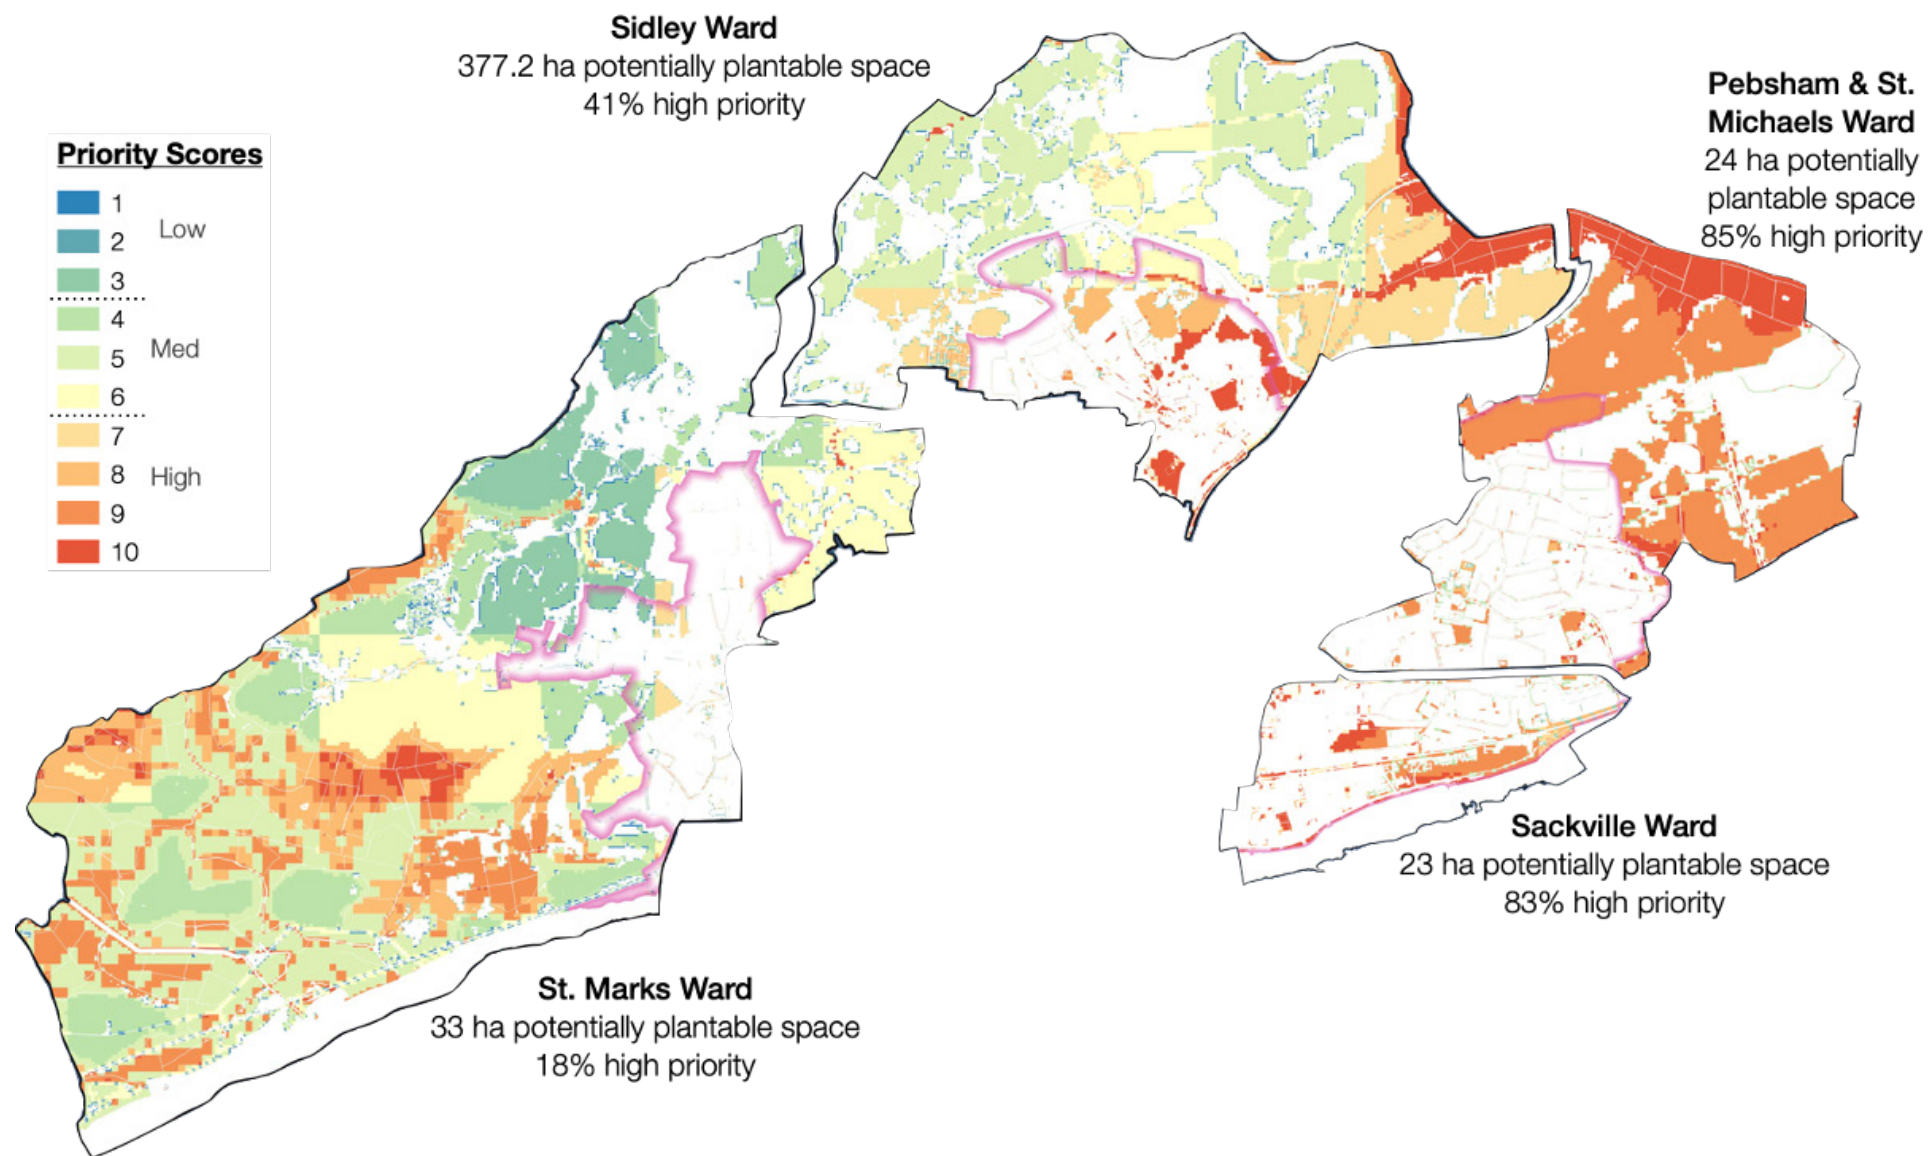 Sidley Ward
377.2 ha potentially plantable space
41% high priority
Pebsham & St.
Michaels Ward
24 ha potentially
plantable space
85% high priority
Priority Scores
1
2
Low
3
4
5
Med
6
7
8
High
9
10
Sackville Ward
23 ha potentially plantable space
83% high priority
St. Marks Ward
33 ha potentially plantable space
18% high priority